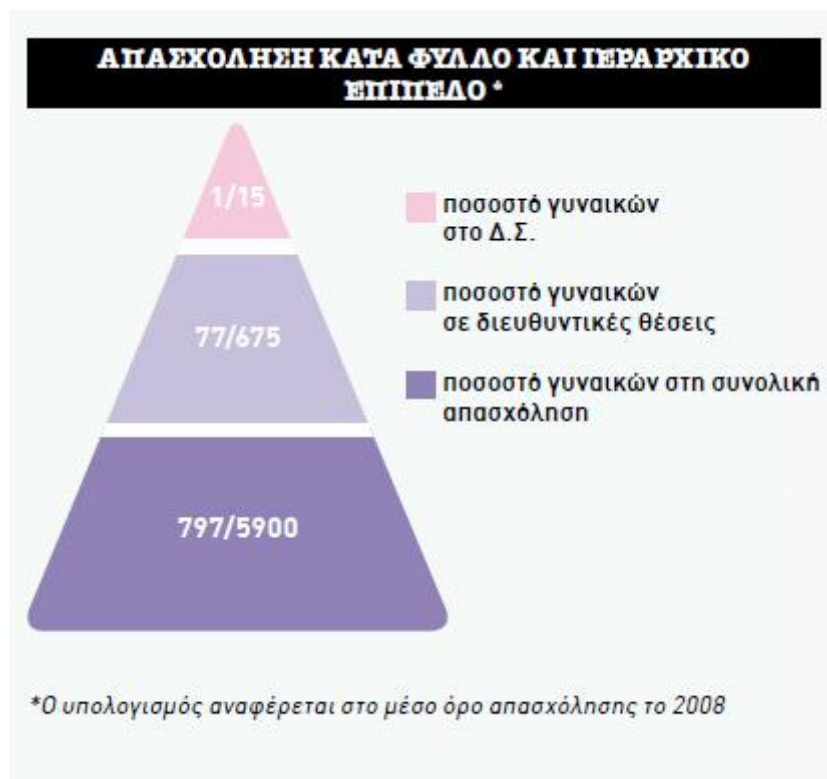 ΑΠΑΣΧΟΛΗΣΗ ΚΑΤΑ ΦΥΛΛΟ ΚΑΙ ΙΕΡΑΡΧΙΚΟ
ΕΠΙΠΕΔΟ *
1/15
ποσοστό γυναικών
στο Δ.Σ.
77/675
ποσοστό γυναικών
σε διευθυντικές θέσεις
ποσοστό γυναικών στη συνολική
απασχόληση
797/5900
*Ο υπολογισμός αναφέρεται στο μέσο όρο απασχόλησης το 2008